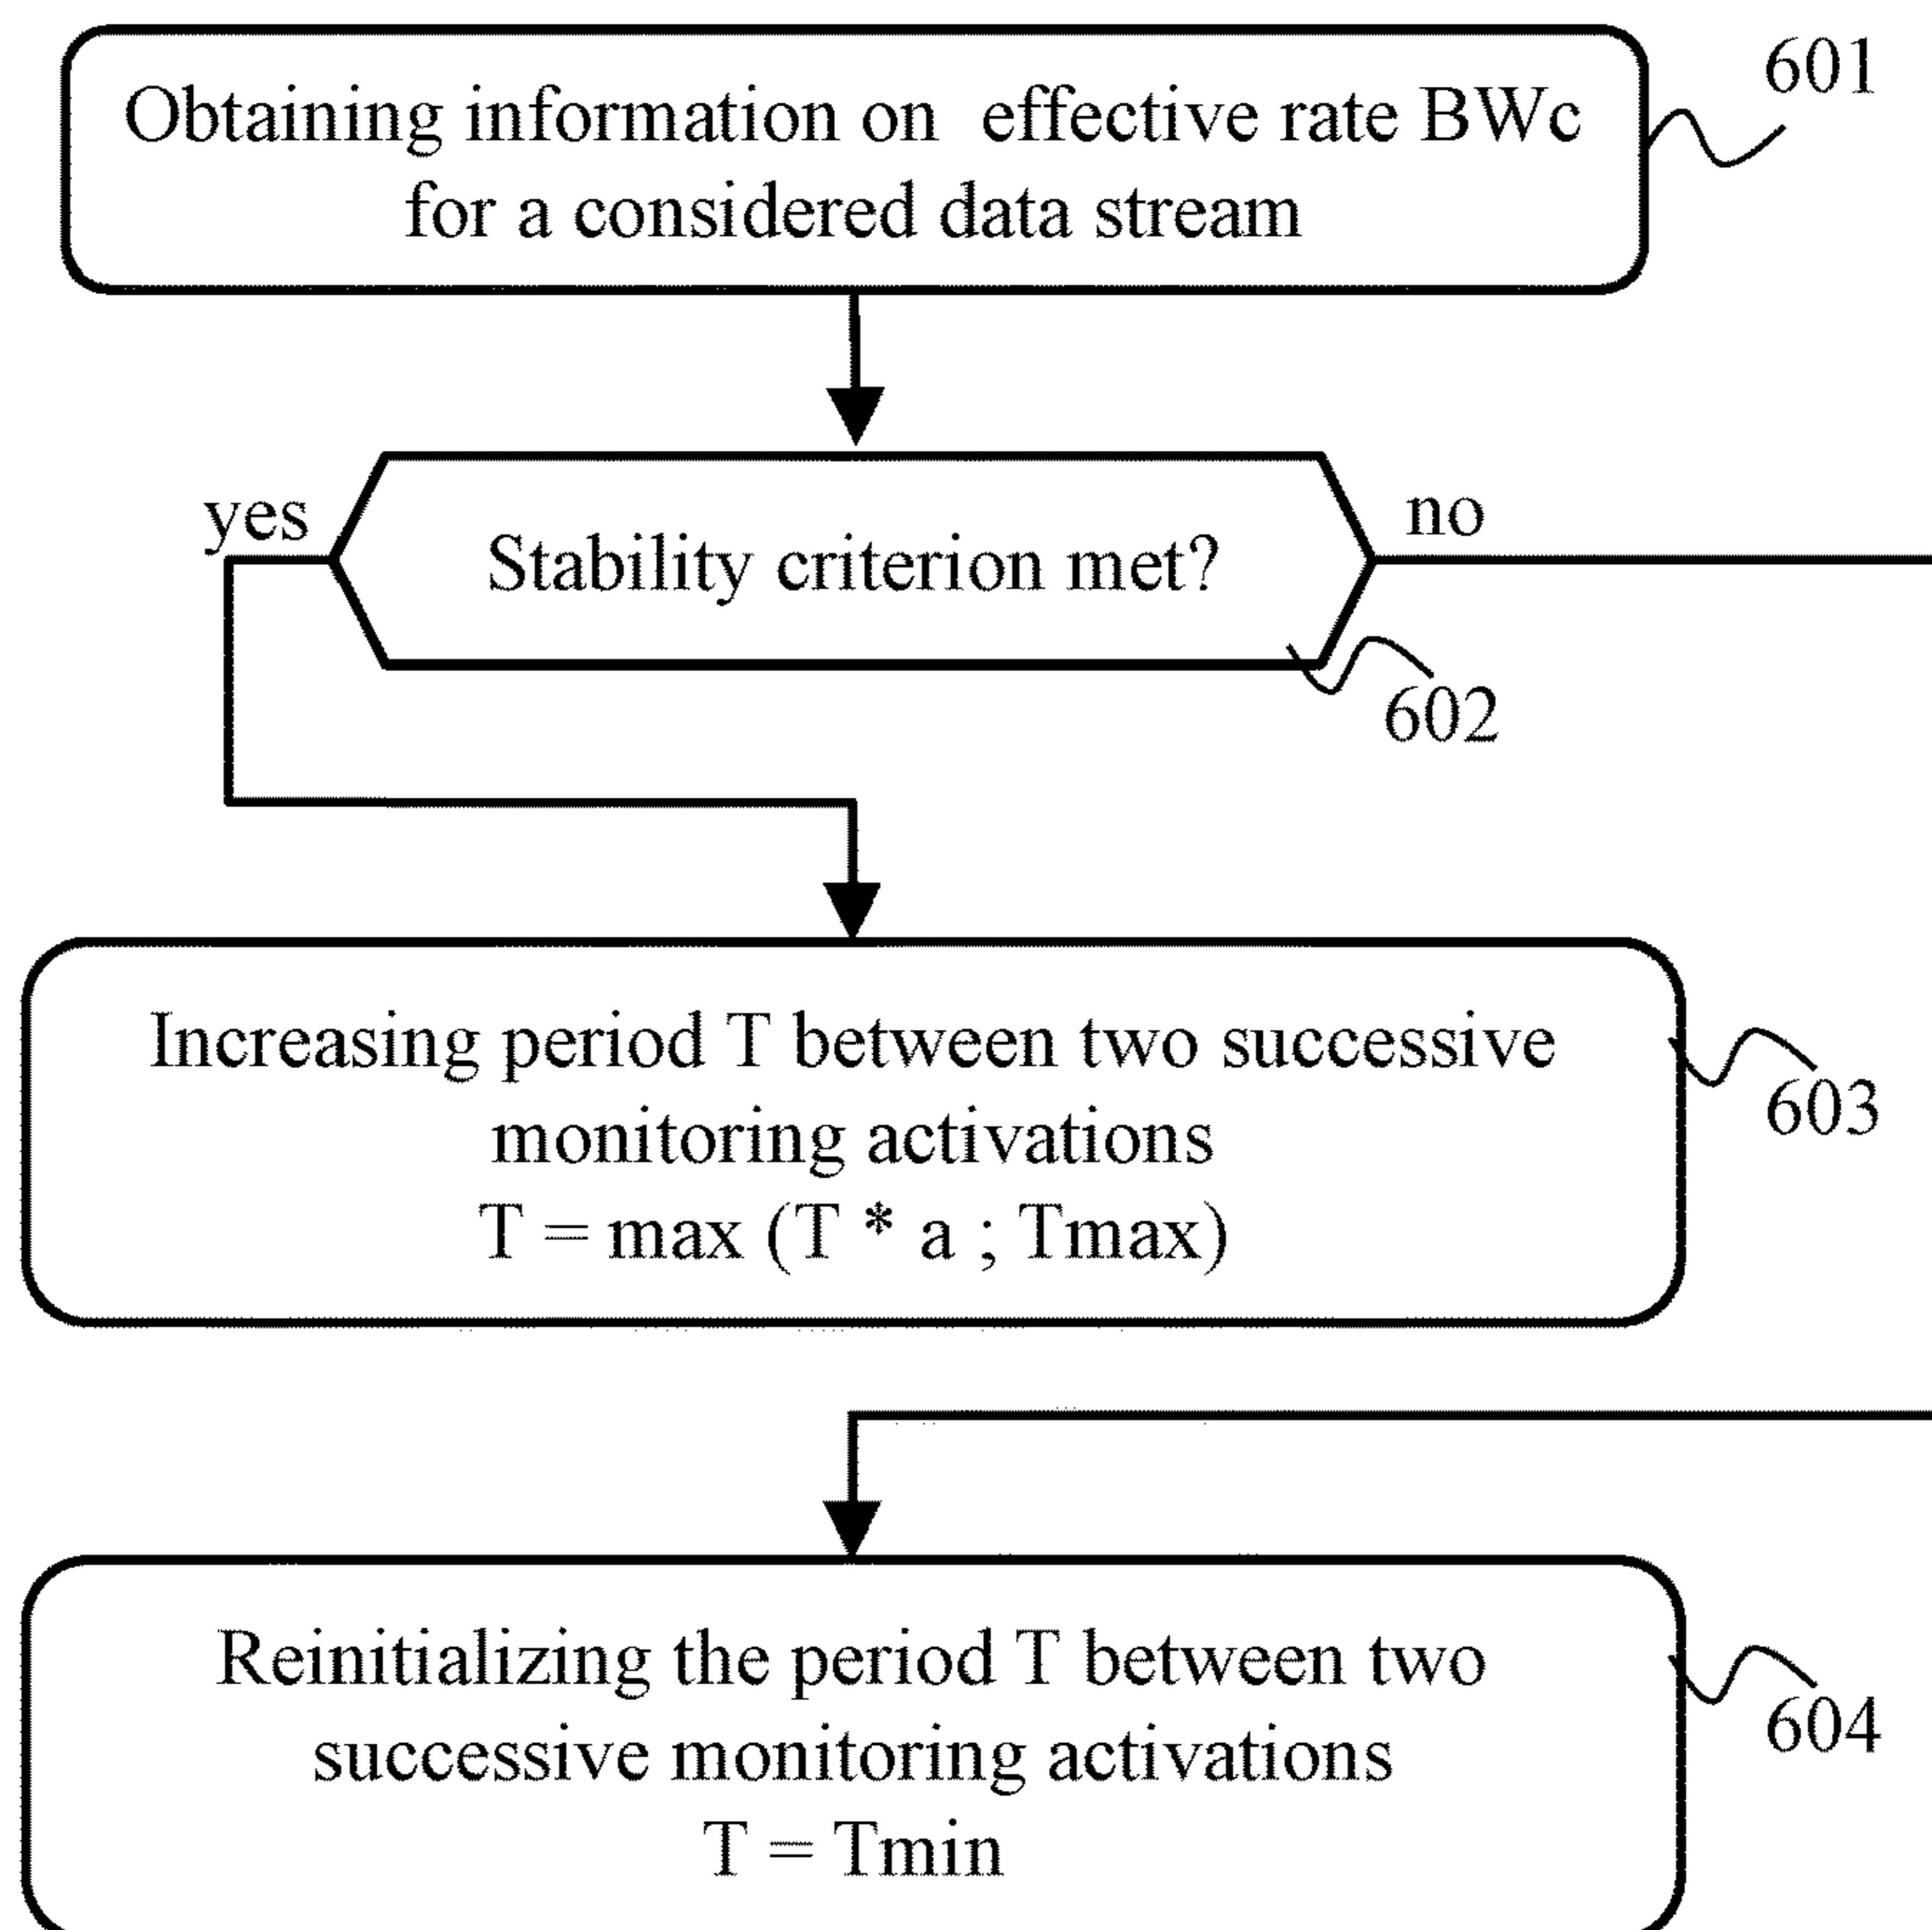 601
Obtaining information on effective rate BWc
for a considered data stream
yes
no
Stability criterion met?
602
Increasing period T between two successive
monitoring activations
T = max (T * a ; Tmax)
603
Reinitializing the period T between two
successive monitoring activations
T = Tmin
604